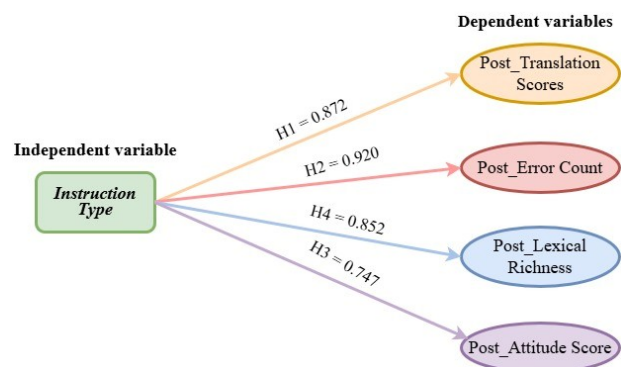 Dependent variables
Post_Translation
Scores
H1 = 0.872
Independent variable
Instruction
Type
H2 = 0.920
Post_Error Count
H4 = 0.852
Post_Lexical
Richness
H3 = 0.747
Post_Attitude Score